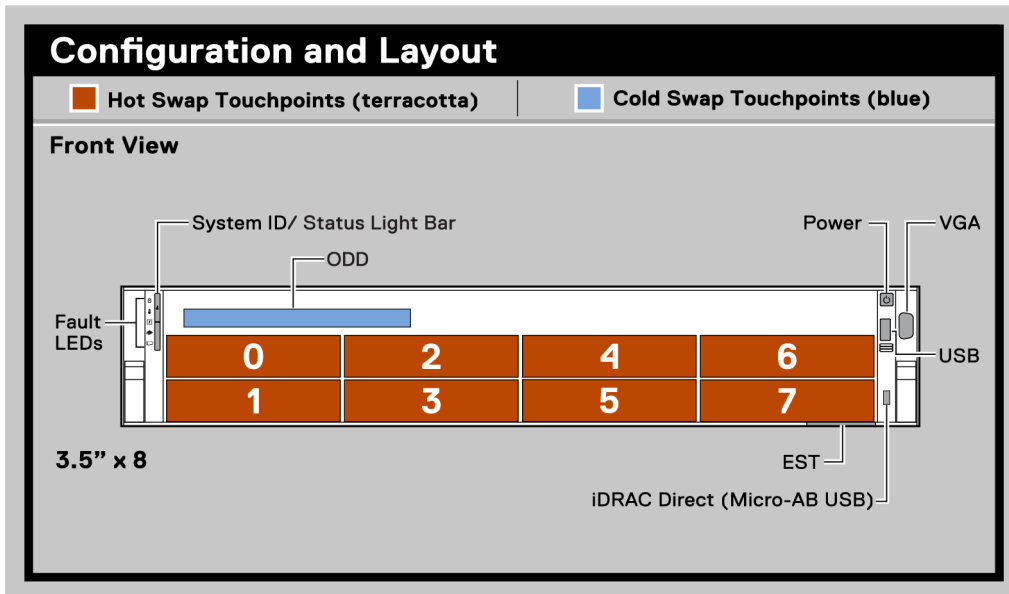 Configuration and Layout
Hot Swap Touchpoints (terracotta)
Cold Swap Touchpoints (blue)
Front View
System ID/ Status Light Bar
Power
VGA
ODD
Fault
LEDs
USB
0 2 4 6
1 3 5 7
3.5” x 8
EST
iDRAC Direct (Micro-AB USB)